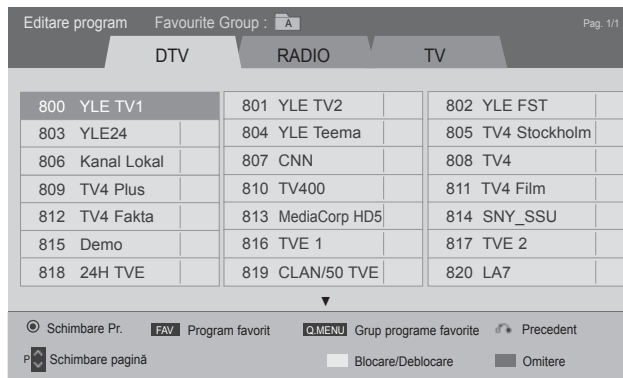 Editare program Favourite Group : A Pag. 1/1
DTV RADIO TV
800 YLE TV1 801 YLE TV2 802 YLE FST
803 YLE24 804 YLE Teema 805 TV4 Stockholm
806 Kanal Lokal 807 CNN 808 TV4
809 TV4 Plus 810 TV400 811 TV4 Film
812 TV4 Fakta 813 MediaCorp HD5 814 SNY_SSU
815 Demo 816 TVE 1 817 TVE 2
818 24H TVE 819 CLAN/50 TVE 820 LA7
Schimbare Pr. FAV Program favorit Q.MENU Grup programe favorite Precedent
P Schimbare pagină Blocare/Deblocare Omitere